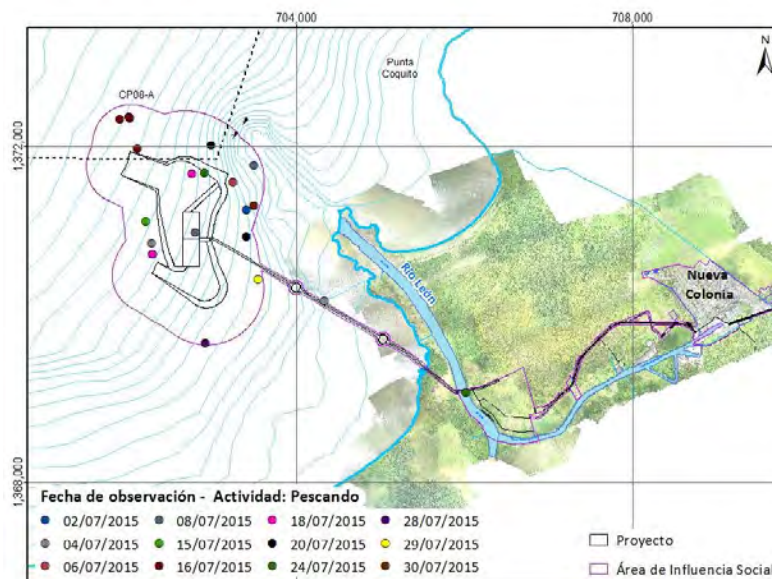 704,000
708,000
N
Punta
Coquito
CP08-A
1,372,000
Río León
Nueva
Colonía
1,368,000
Fecha de observación - Actividad: Pescando
02/07/2015
08/07/2015
18/07/2015
28/07/2015
04/07/2015
15/07/2015
20/07/2015
29/07/2015
06/07/2015
16/07/2015
24/07/2015
30/07/2015
Proyecto
Área de Influencia Social